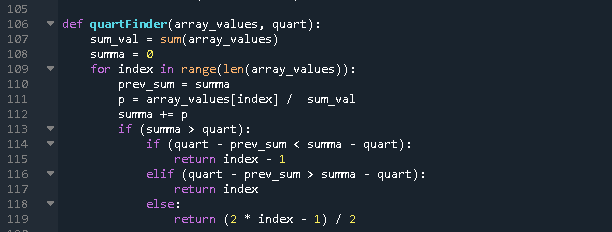 105
106 def quartFinder(array_values, quart):
107     sum_val = sum(array_values)
108     summa = 0
109     for index in range(len(array_values)):
110         prev_sum = summa
111         p = array_values[index] /  sum_val
112         summa += p
113         if (summa > quart):
114             if (quart - prev_sum < summa - quart):
115                 return index - 1
116             elif (quart - prev_sum > summa - quart):
117                 return index
118             else:
119                 return (2 * index - 1) / 2